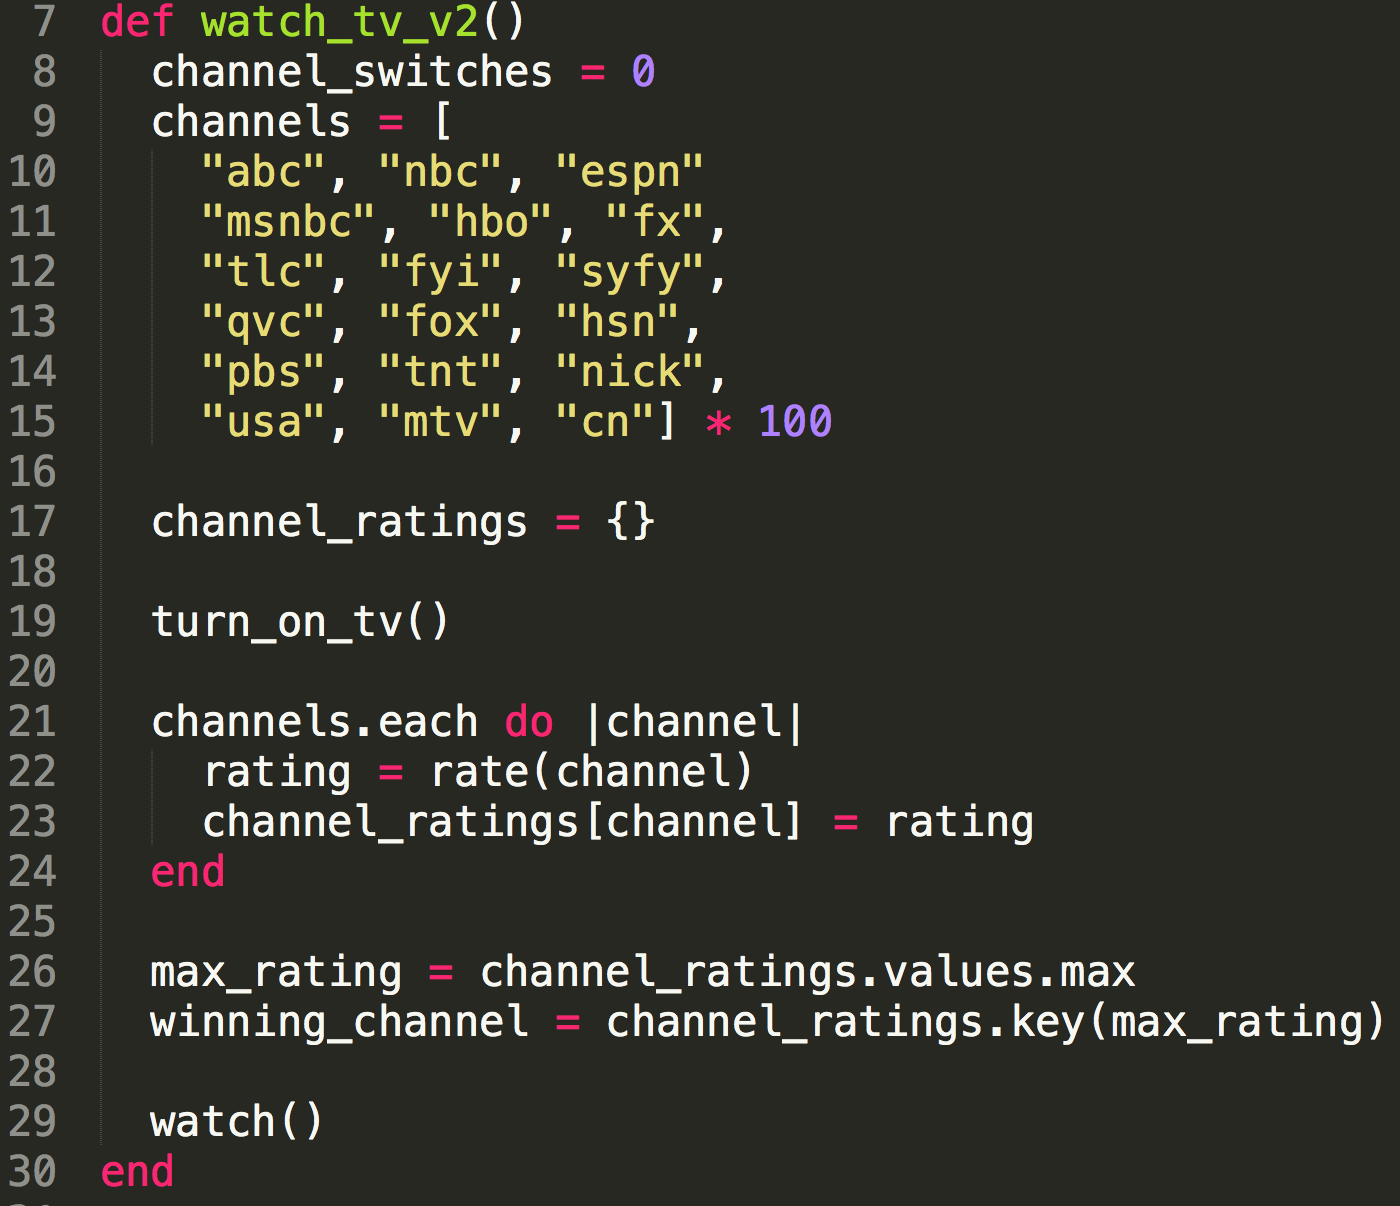 7 def watch_tv_v2()
8   channel_switches = 0
9   channels = [
10     "abc", "nbc", "espn"
11     "msnbc", "hbo", "fx",
12     "tlc", "fyi", "syfy",
13     "qvc", "fox", "hsn",
14     "pbs", "tnt", "nick",
15     "usa", "mtv", "cn"] * 100
16
17   channel_ratings = {}
18
19   turn_on_tv()
20
21   channels.each do |channel|
22     rating = rate(channel)
23     channel_ratings[channel] = rating
24   end
25
26   max_rating = channel_ratings.values.max
27   winning_channel = channel_ratings.key(max_rating)
28
29   watch()
30 end